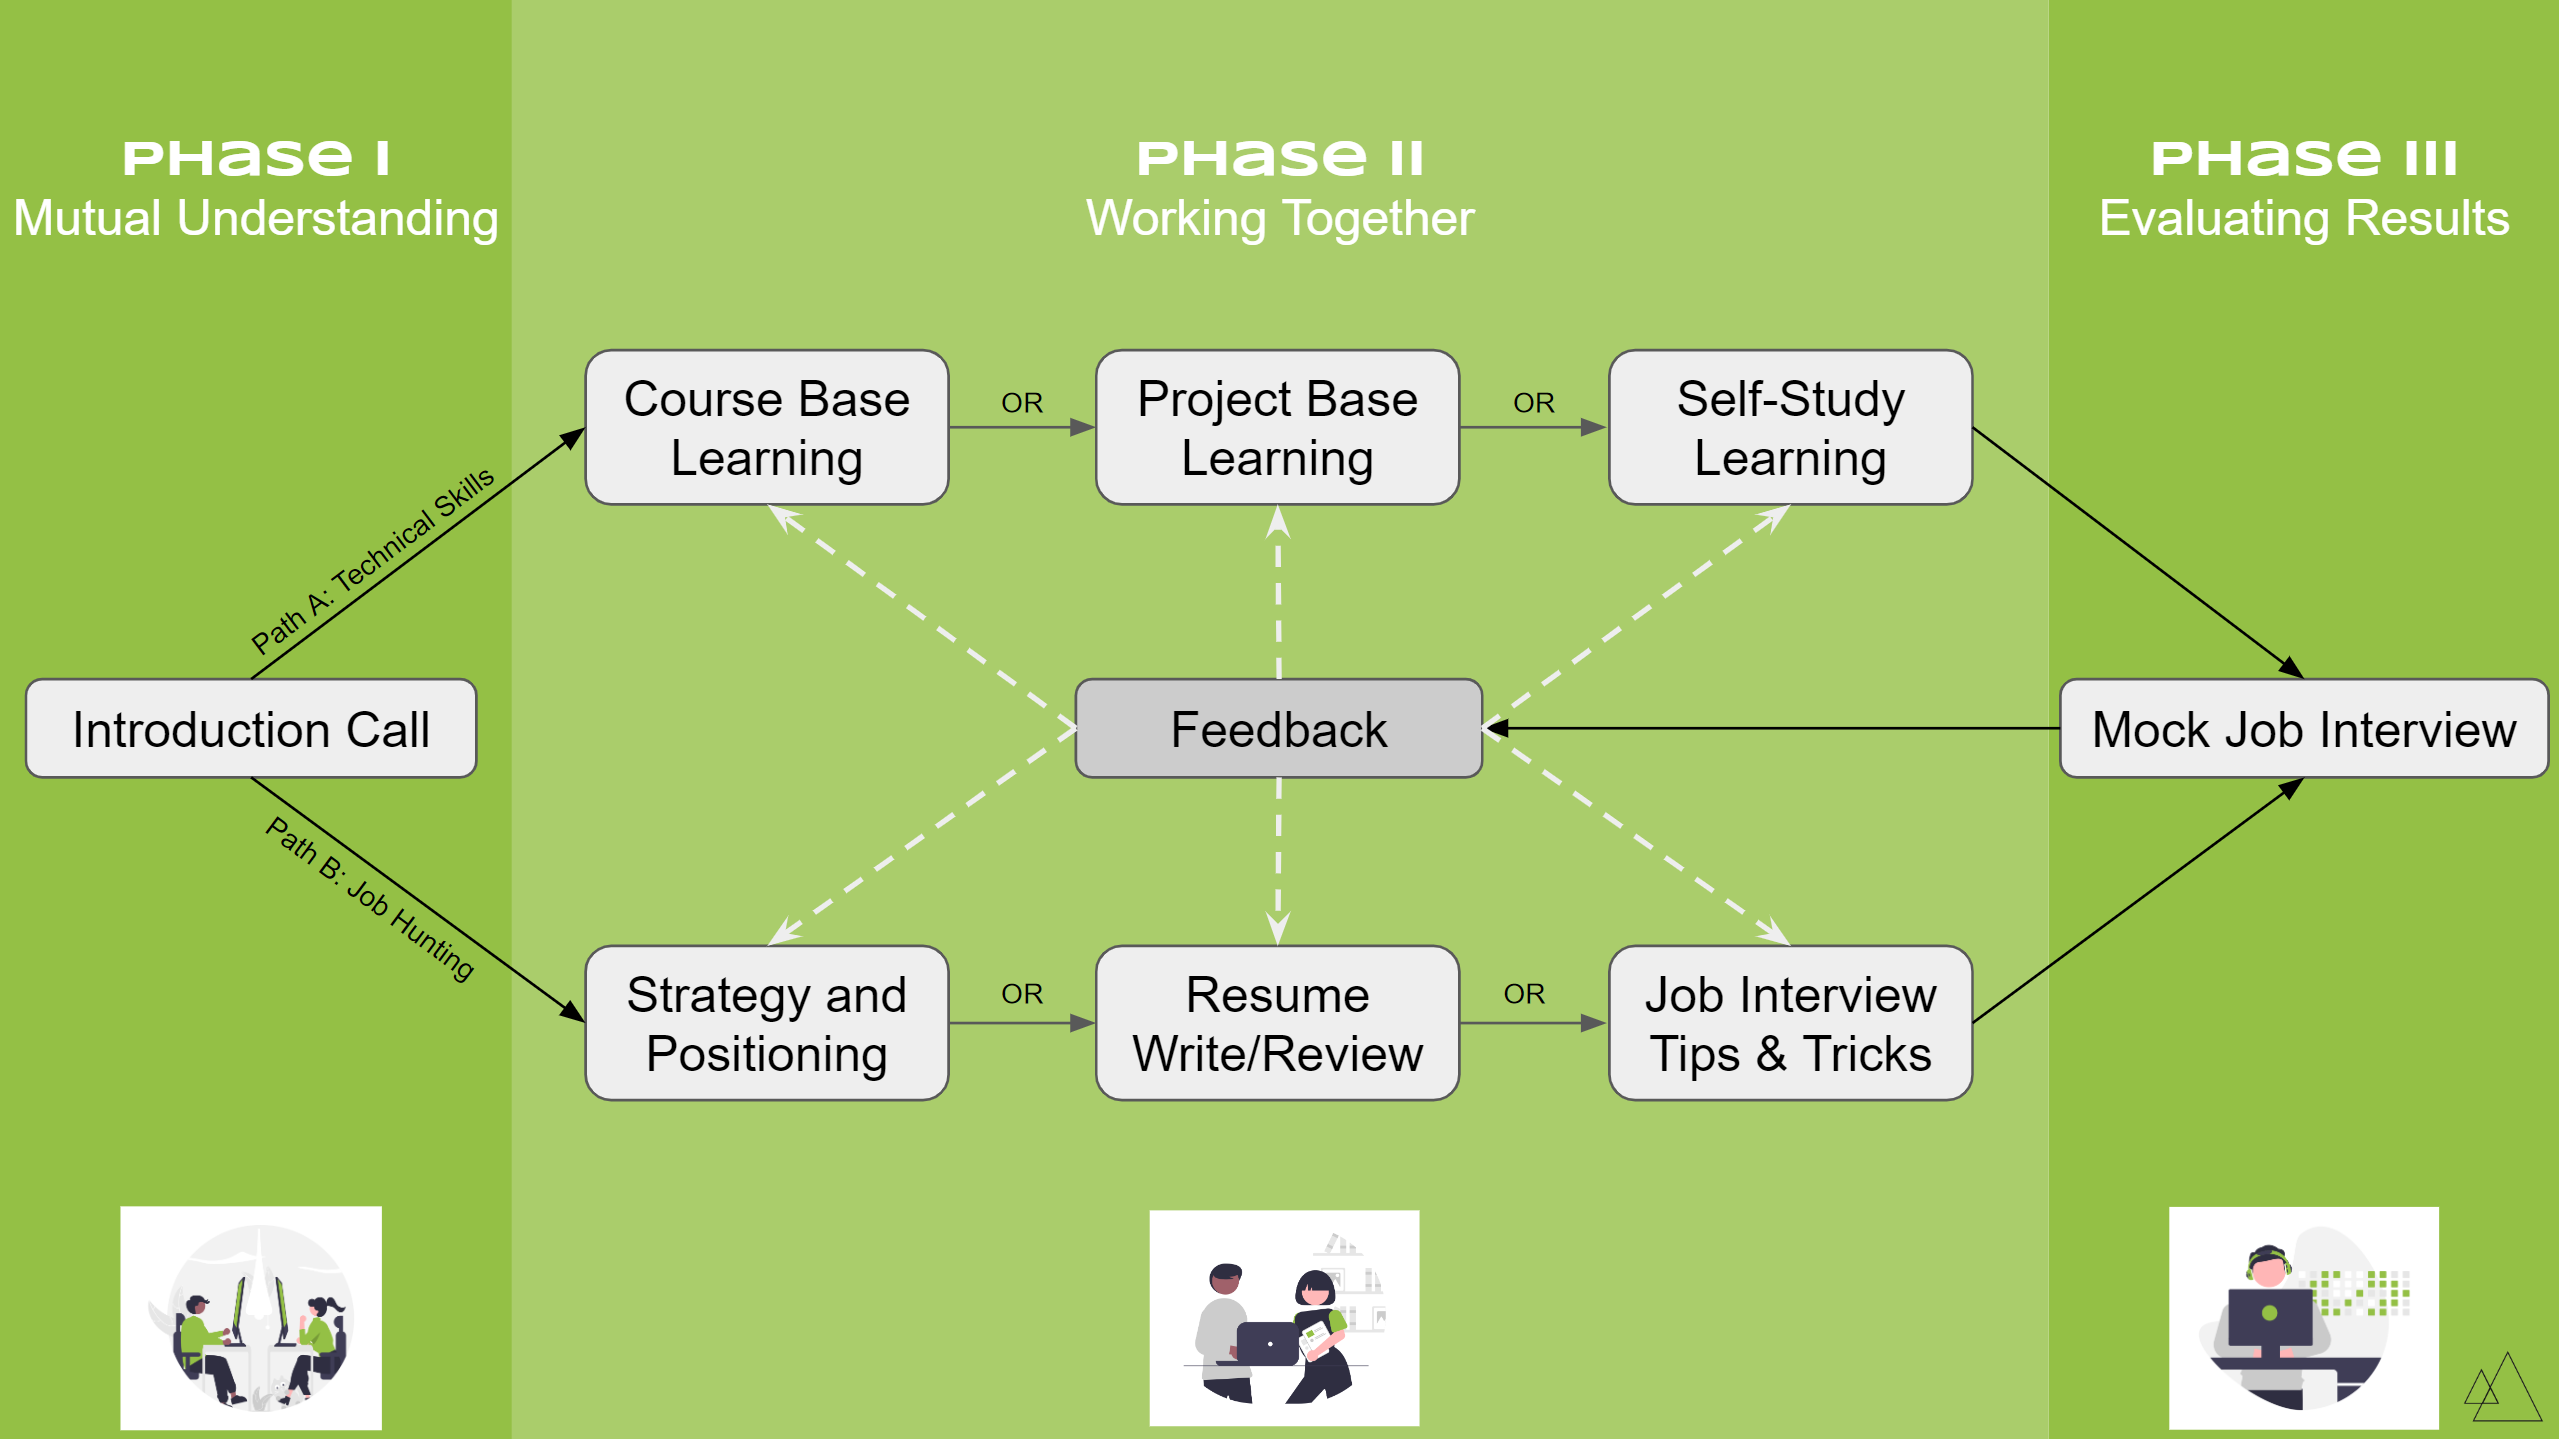 Phase I
Mutual Understanding
Phase II
Working Together
Phase III
Evaluating Results
Course Base
Learning
OR
Project Base
Learning
OR
Self-Study
Learning
Path A: Technical Skills
Introduction Call
Feedback
Mock Job Interview
Path B: Job Hunting
Strategy and
Positioning
OR
Resume
Write/Review
OR
Job Interview
Tips & Tricks